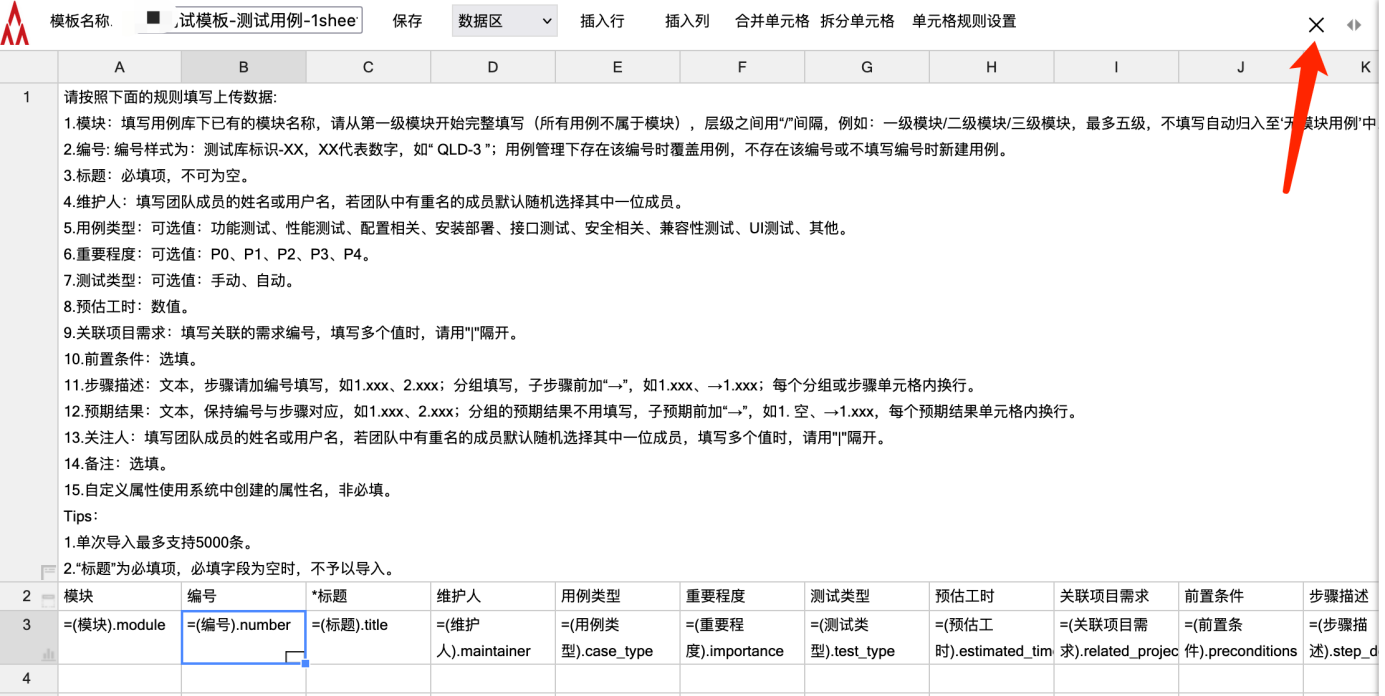 模板名称
试模板-测试用例-1shee
保存
数据区
插入行
插入列
合并单元格
拆分单元格
单元格规则设置
A B C D E F G H I J K
1
请按照下面的规则填写上传数据:
1.模块：填写用例库下已有的模块名称，请从第一级模块开始完整填写（所有用例不属于模块），层级之间用“/”间隔，例如：一级模块/二级模块/三级模块，最多五级，不填写自动归入至‘无模块用例’中
2.编号: 编号样式为：测试库标识-XX，XX代表数字，如“ QLD-3 ”；用例管理下存在该编号时覆盖用例，不存在该编号或不填写编号时新建用例。
3.标题：必填项，不可为空。
4.维护人：填写团队成员的姓名或用户名，若团队中有重名的成员默认随机选择其中一位成员。
5.用例类型：可选值：功能测试、性能测试、配置相关、安装部署、接口测试、安全相关、兼容性测试、UI测试、其他。
6.重要程度：可选值：P0、P1、P2、P3、P4。
7.测试类型：可选值：手动、自动。
8.预估工时：数值。
9.关联项目需求：填写关联的需求编号，填写多个值时，请用"|"隔开。
10.前置条件：选填。
11.步骤描述：文本，步骤请加编号填写，如1.xxx、2.xxx；分组填写，子步骤前加“→”，如1.xxx、→1.xxx；每个分组或步骤单元格内换行。
12.预期结果：文本，保持编号与步骤对应，如1.xxx、2.xxx；分组的预期结果不用填写，子预期前加“→”，如1. 空、→1.xxx，每个预期结果单元格内换行。
13.关注人：填写团队成员的姓名或用户名，若团队中有重名的成员默认随机选择其中一位成员，填写多个值时，请用"|"隔开。
14.备注：选填。
15.自定义属性使用系统中创建的属性名，非必填。
Tips：
1.单次导入最多支持5000条。
2.“标题”为必填项，必填字段为空时，不予以导入。
2 模块 编号 *标题 维护人 用例类型 重要程度 测试类型 预估工时 关联项目需求 前置条件 步骤描述
3 =(模块).module =(编号).number =(标题).title =(维护 =(用例类 =(重要程 =(测试类 =(预估工 =(关联项目需 =(前置条 =(步骤描
人).maintainer 型).case_type 度).importance 型).test_type 时).estimated_tim 求).related_projec 件).preconditions 述).step_d
4